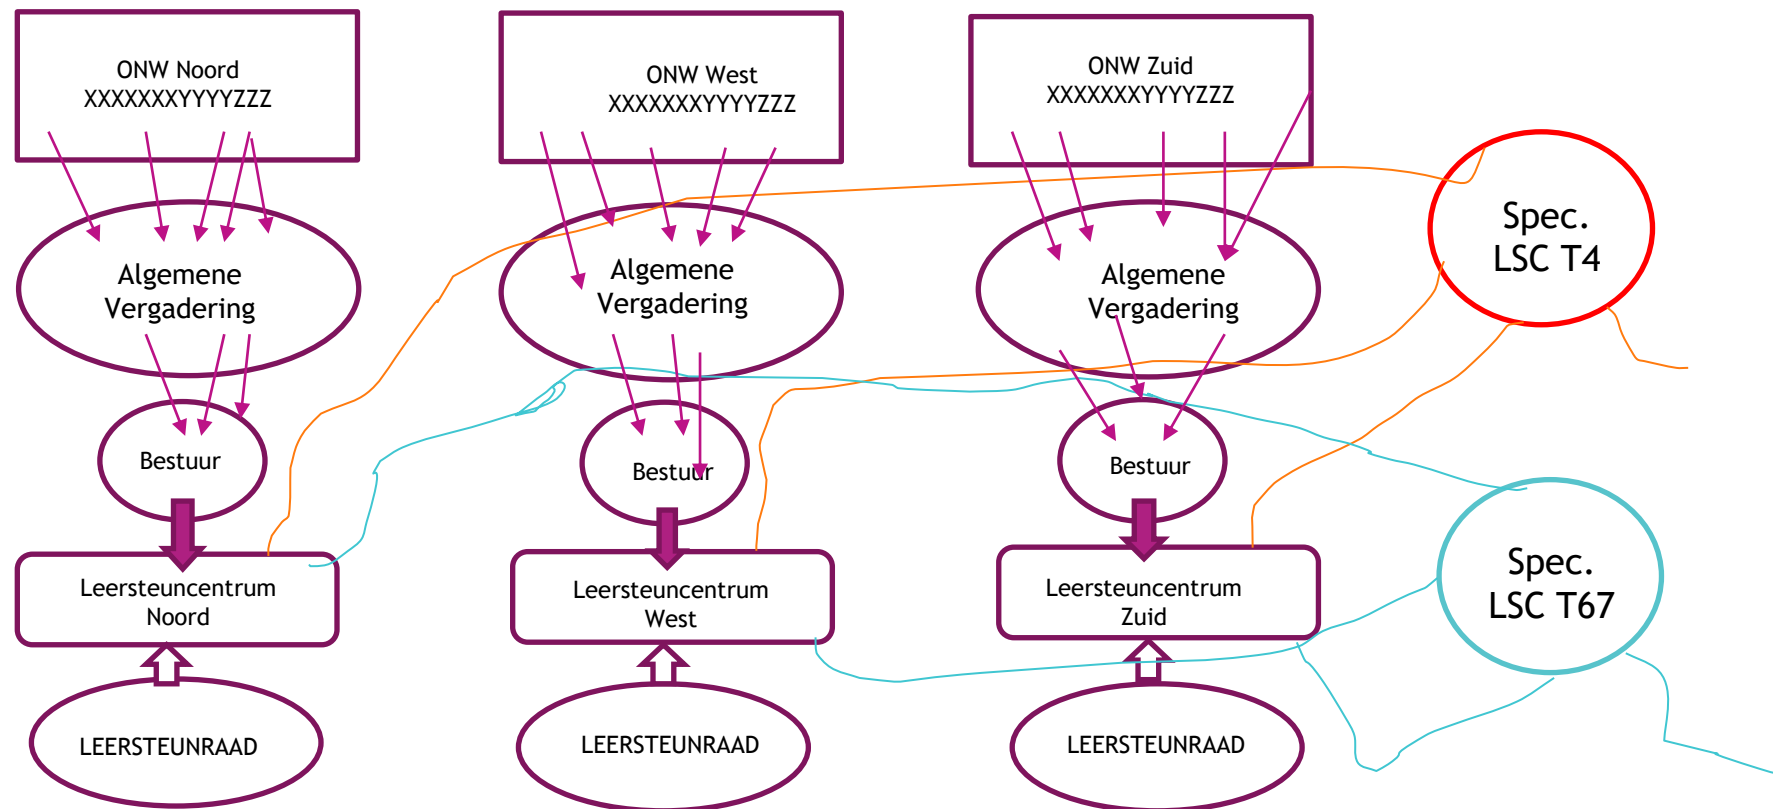 ONW Noord
XXXXXXXYYYYZZZ
ONW West
XXXXXXXYYYYZZZ
ONW Zuid
XXXXXXXYYYYZZZ
Spec.
LSC T4
Algemene
Vergadering
Algemene
Vergadering
Algemene
Vergadering
Bestuur
Bestuur
Bestuur
Leersteuncentrum
Noord
Leersteuncentrum
West
Leersteuncentrum
Zuid
Spec.
LSC T67
LEERSTEUNRAAD
LEERSTEUNRAAD
LEERSTEUNRAAD